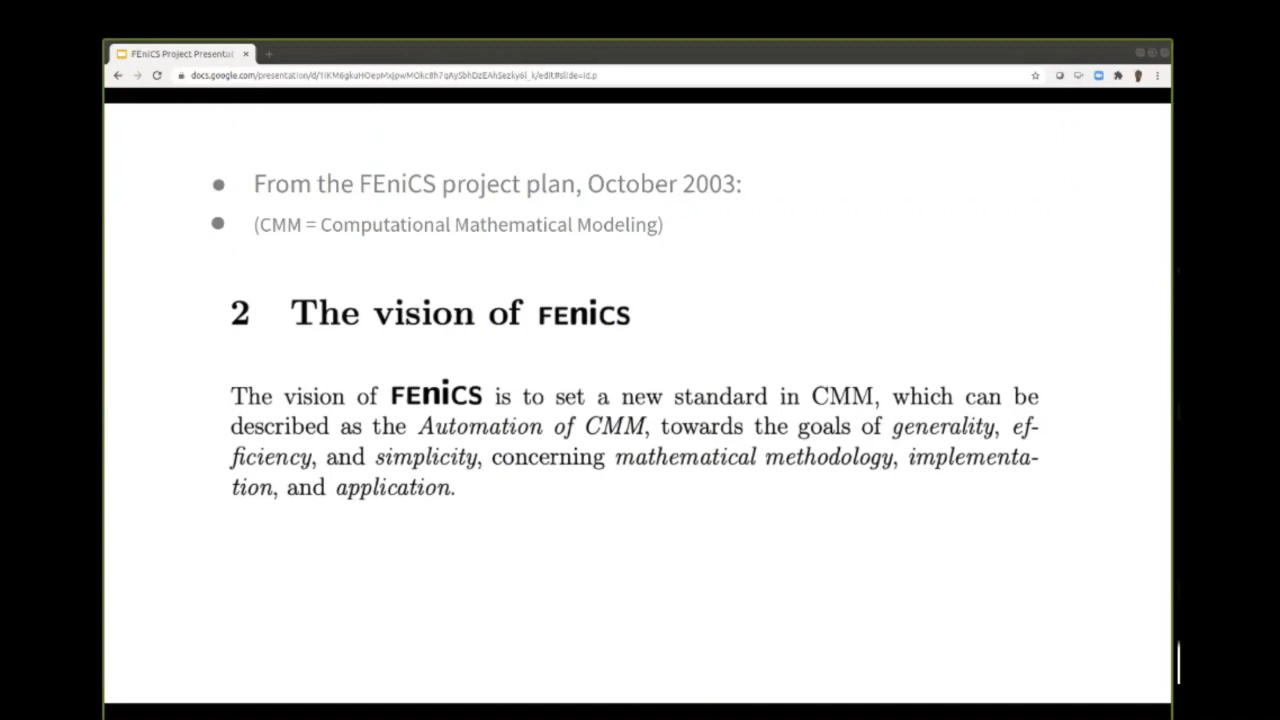 FEniCS Project Presentat
• From the FEniCS project plan, October 2003:
• (CMM = Computational Mathematical Modeling)
2 The vision of FEniCS
The vision of FEniCS is to set a new standard in CMM, which can be
described as the Automation of CMM, towards the goals of generality, ef-
ficiency, and simplicity, concerning mathematical methodology, implementa-
tion, and application.